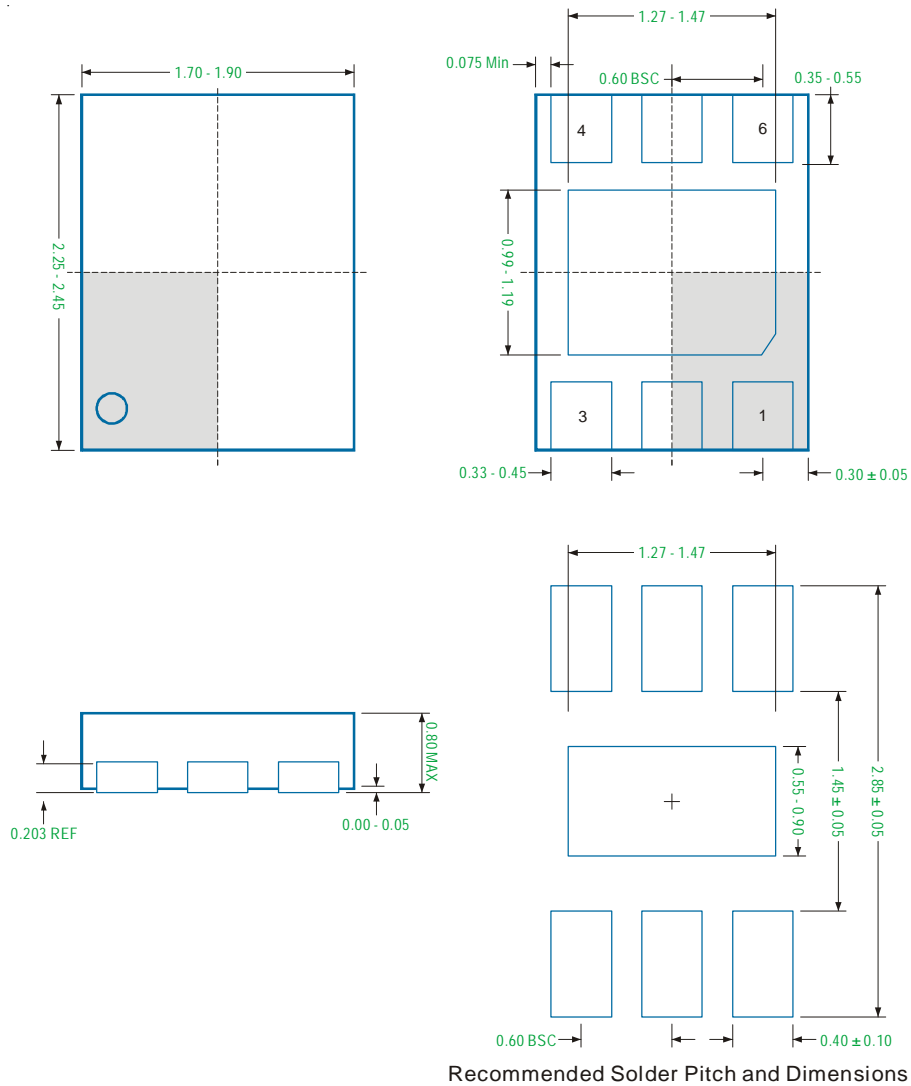 1.27 - 1.47
1.70 - 1.90
0.075 Min
0.60 BSC
0.35 - 0.55
4
6
2.25 - 2.45
0.99 - 1.19
3
1
0.33 - 0.45
0.30 ± 0.05
1.27 - 1.47
0.80 MAX
0.203 REF
0.00 - 0.05
0.55 - 0.90
1.45 ± 0.05
2.85 ± 0.05
0.60 BSC
0.40 ± 0.10
Recommended Solder Pitch and Dimensions